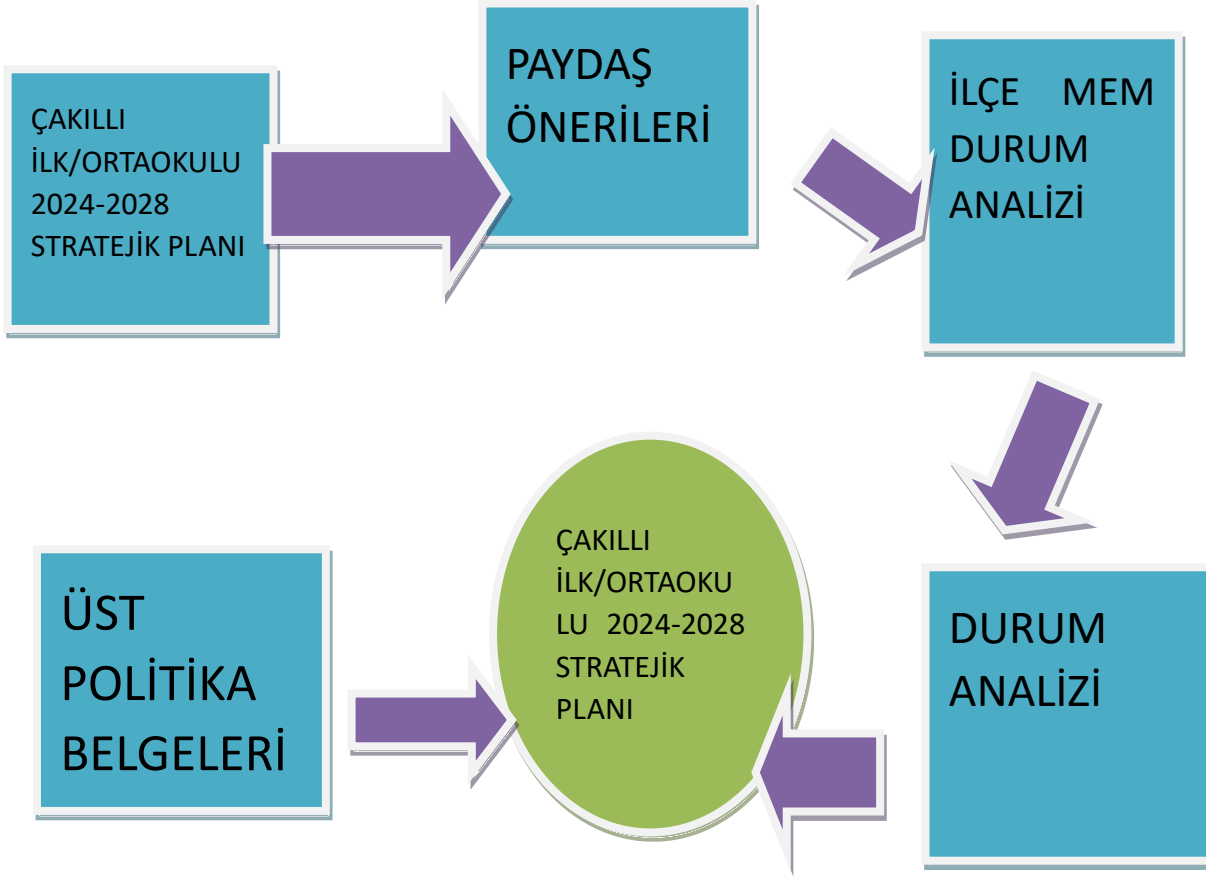 ÇAKILLI
İLK/ORTAOKULU
2024-2028
STRATEJİK PLANI
PAYDAŞ
ÖNERİLERİ
İLÇE MEM
DURUM
ANALİZİ
DURUM
ANALİZİ
ÇAKILLI
İLK/ORTAOKU
LU 2024-2028
STRATEJİK
PLANI
ÜST
POLİTİKA
BELGELERİ